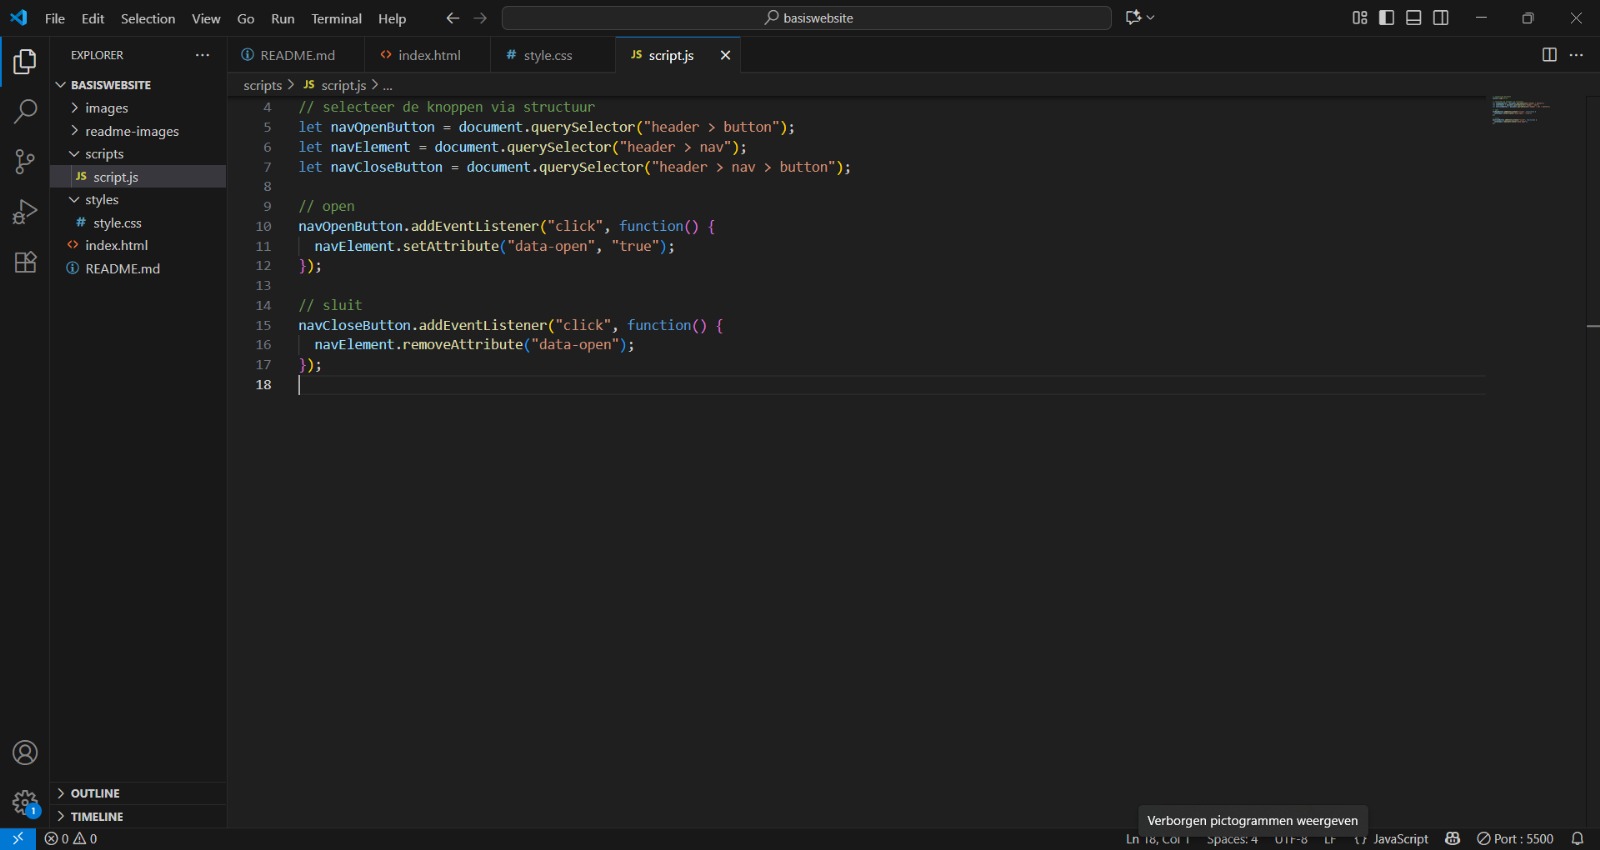 File Edit Selection View Go Run Terminal Help
basiswebsite
EXPLORER
BASISWEBSITE
images
readme-images
scripts
JS script.js
styles
# style.css
<> index.html
README.md
OUTLINE
TIMELINE
README.md
<> index.html
# style.css
JS script.js
scripts > JS script.js > ...
4 // selecteer de knoppen via structuur
5 let navOpenButton = document.querySelector("header > button");
6 let navElement = document.querySelector("header > nav");
7 let navCloseButton = document.querySelector("header > nav > button");
8
9 // open
10 navOpenButton.addEventListener("click", function() {
11 navElement.setAttribute("data-open", "true");
12 });
13
14 // sluit
15 navCloseButton.addEventListener("click", function() {
16 navElement.removeAttribute("data-open");
17 });
18
1
Verborgen pictogrammen weergeven
0 0
Ln 18, Col 1 Spaces: 4 UTF-8 LF {} JavaScript Port : 5500